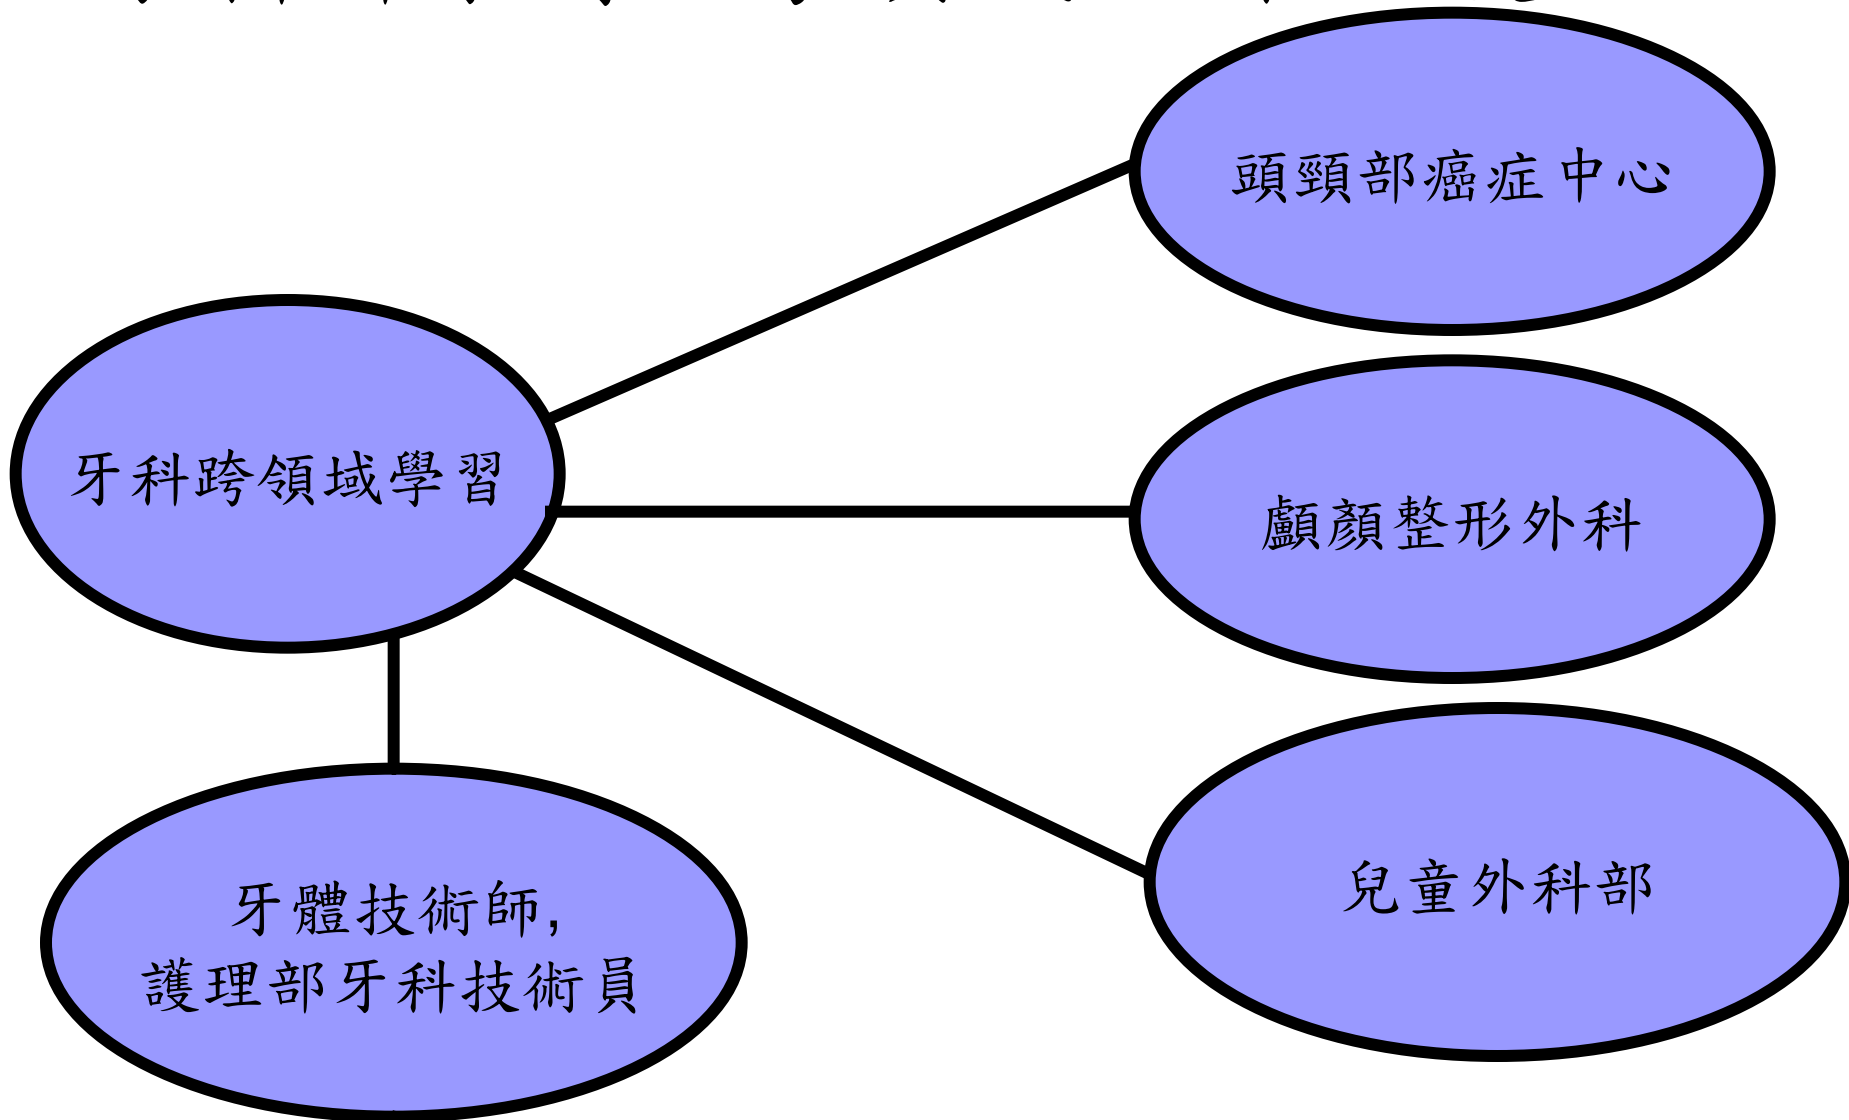 頭頸部癌症中心
牙科跨領域學習
顱顏整形外科
兒童外科部
牙體技術師,
護理部牙科技術員